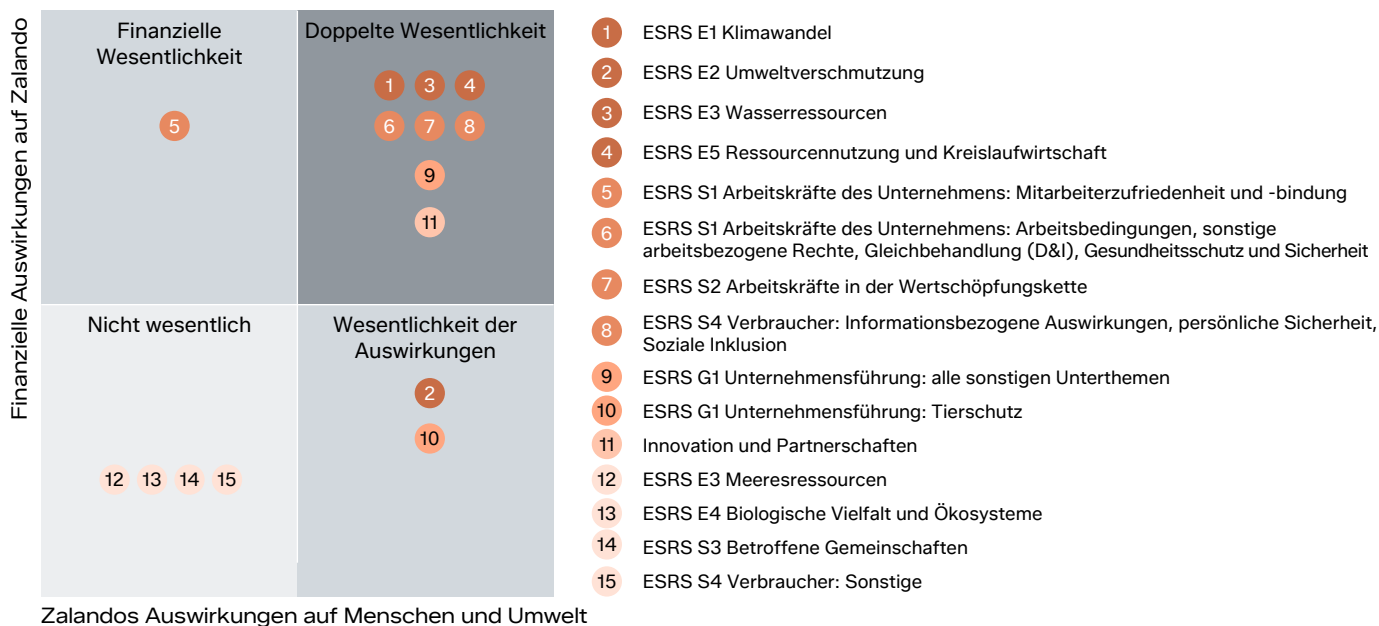 Finanzielle Auswirkungen auf Zalando
Finanzielle
Wesentlichkeit
5
Doppelte Wesentlichkeit
1 3 4
6 7 8
9
11
Nicht wesentlich
12 13 14 15
Wesentlichkeit der
Auswirkungen
2
10
Zalandos Auswirkungen auf Menschen und Umwelt
1 ESRS E1 Klimawandel
2 ESRS E2 Umweltverschmutzung
3 ESRS E3 Wasserressourcen
4 ESRS E5 Ressourcennutzung und Kreislaufwirtschaft
5 ESRS S1 Arbeitskräfte des Unternehmens: Mitarbeiterzufriedenheit und -bindung
6 ESRS S1 Arbeitskräfte des Unternehmens: Arbeitsbedingungen, sonstige
arbeitsbezogene Rechte, Gleichbehandlung (D&I), Gesundheitsschutz und Sicherheit
7 ESRS S2 Arbeitskräfte in der Wertschöpfungskette
8 ESRS S4 Verbraucher: Informationsbezogene Auswirkungen, persönliche Sicherheit,
Soziale Inklusion
9 ESRS G1 Unternehmensführung: alle sonstigen Unterthemen
10 ESRS G1 Unternehmensführung: Tierschutz
11 Innovation und Partnerschaften
12 ESRS E3 Meeresressourcen
13 ESRS E4 Biologische Vielfalt und Ökosysteme
14 ESRS S3 Betroffene Gemeinschaften
15 ESRS S4 Verbraucher: Sonstige